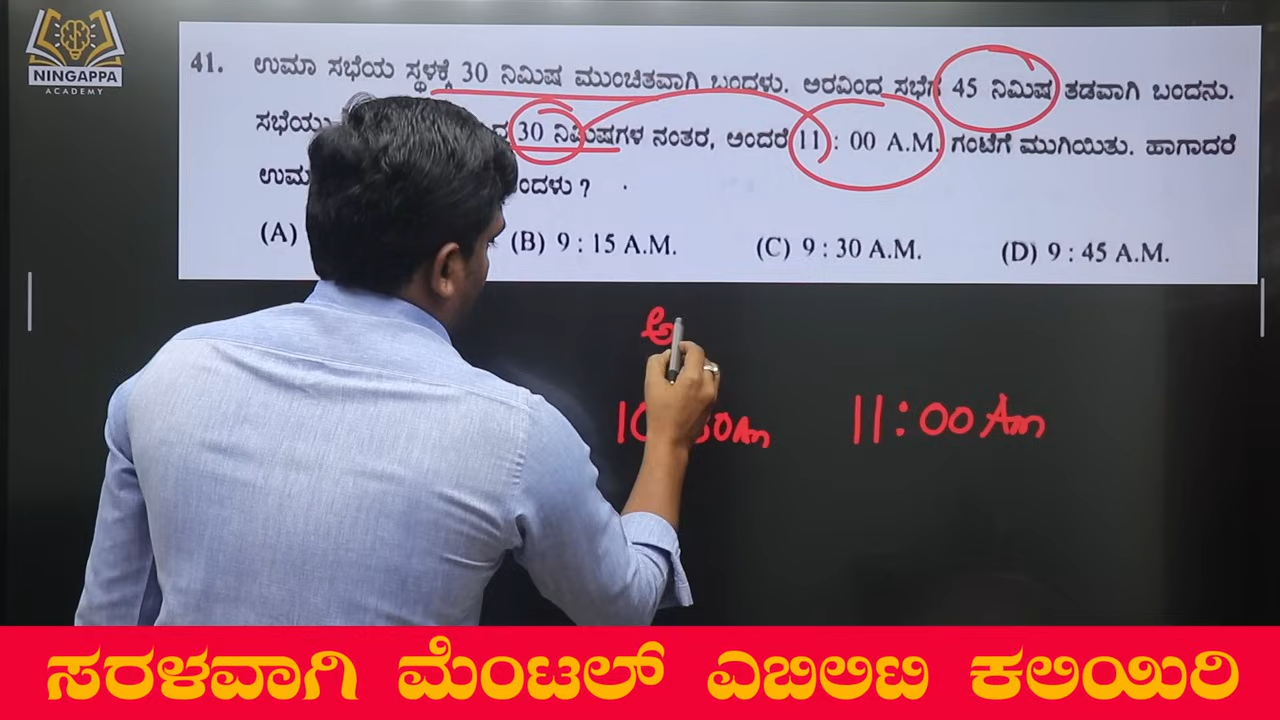 NINGAPPA
ACADEMY
41. ಉಮಾ ಸಭೆಯ ಸ್ಥಳಕ್ಕೆ 30 ನಿಮಿಷ ಮುಂಚಿತವಾಗಿ ಬಂದಳು. ಅರವಿಂದ ಸಭೆಗೆ 45 ನಿಮಿಷ ತಡವಾಗಿ ಬಂದನು.
ಸಭೆಯು 30 ನಿಮಿಷಗಳ ನಂತರ, ಅಂದರೆ 11 : 00 A.M. ಗಂಟೆಗೆ ಮುಗಿಯಿತು. ಹಾಗಾದರೆ
ಉಮಾ ಬಂದಳು ?
(A) (B) 9 : 15 A.M. (C) 9 : 30 A.M. (D) 9 : 45 A.M.
ಅ
11:00 Am
ಸರಳವಾಗಿ ಮೆಂಟಲ್ ಎಬಿಲಿಟಿ ಕಲಿಯಿರಿ